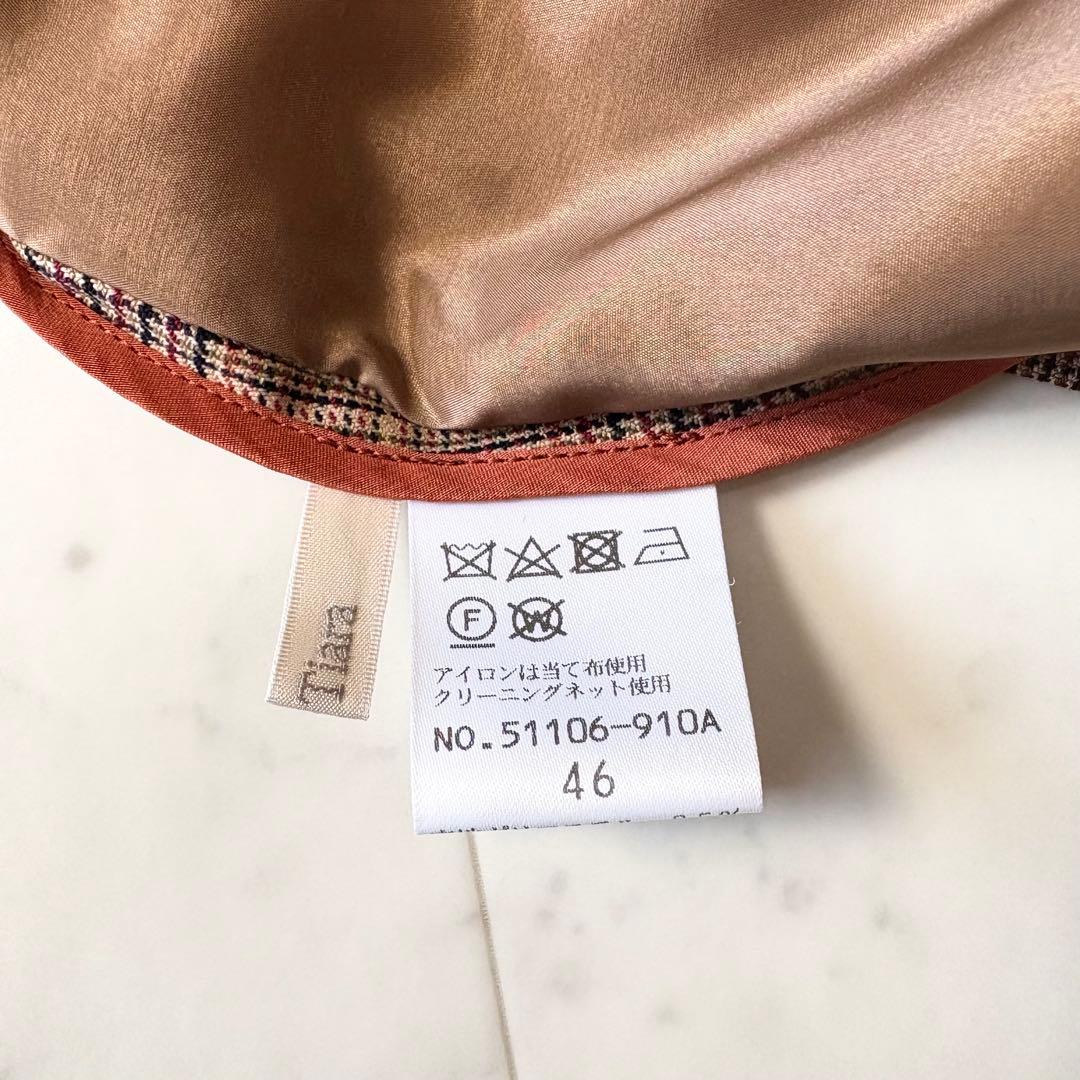 Tiara
F
W
アイロンは当て布使用
クリーニングネット使用
NO.51106-910A
46